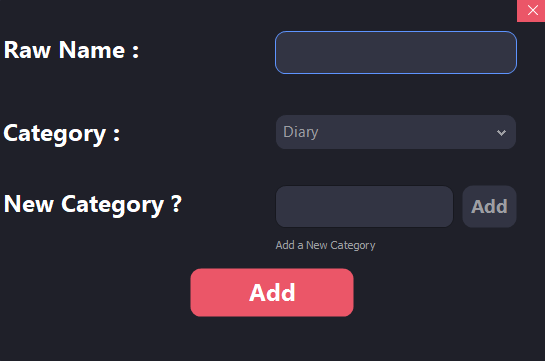 Raw Name :
Category :
Diary
New Category ?
Add
Add a New Category
Add